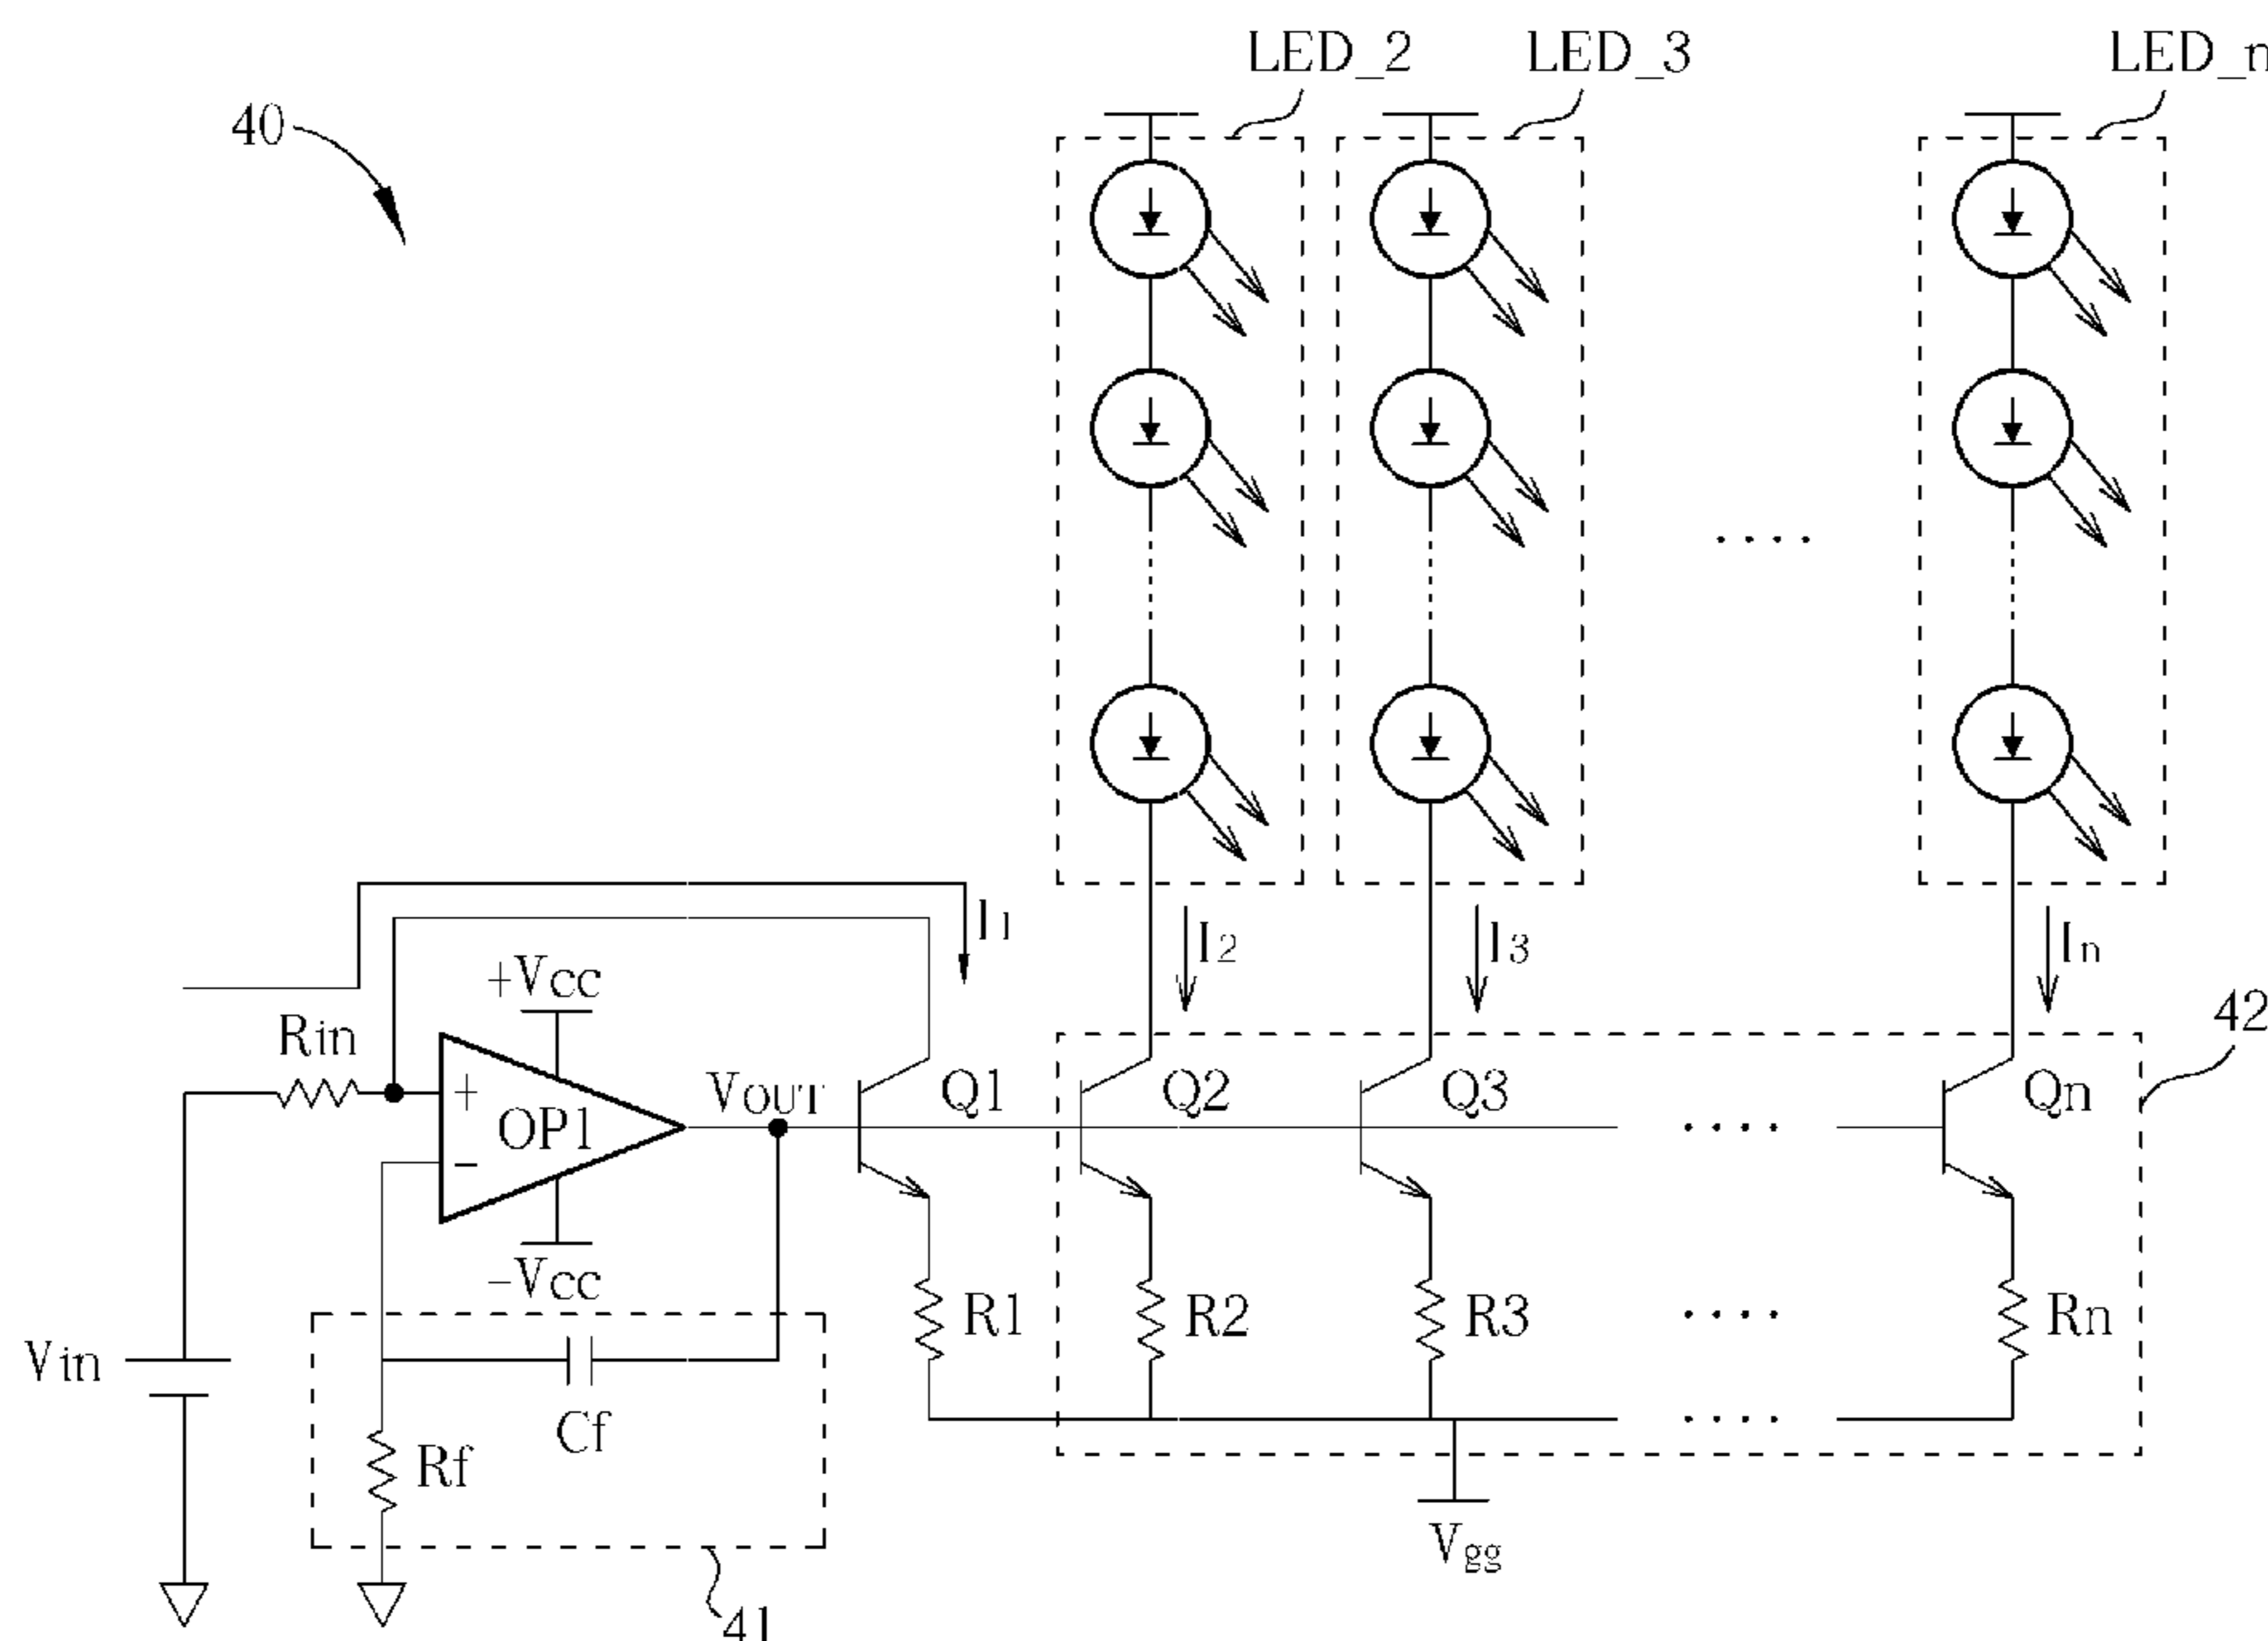 LED_2
LED_3
LED_n
40
I1
I2
I3
In
+VCC
Rin
42
+
OP1
−
VOUT
Q1
Q2
Q3
....
Qn
−VCC
Vin
R1
R2
R3
....
Rn
Cf
Rf
....
Vgg
41